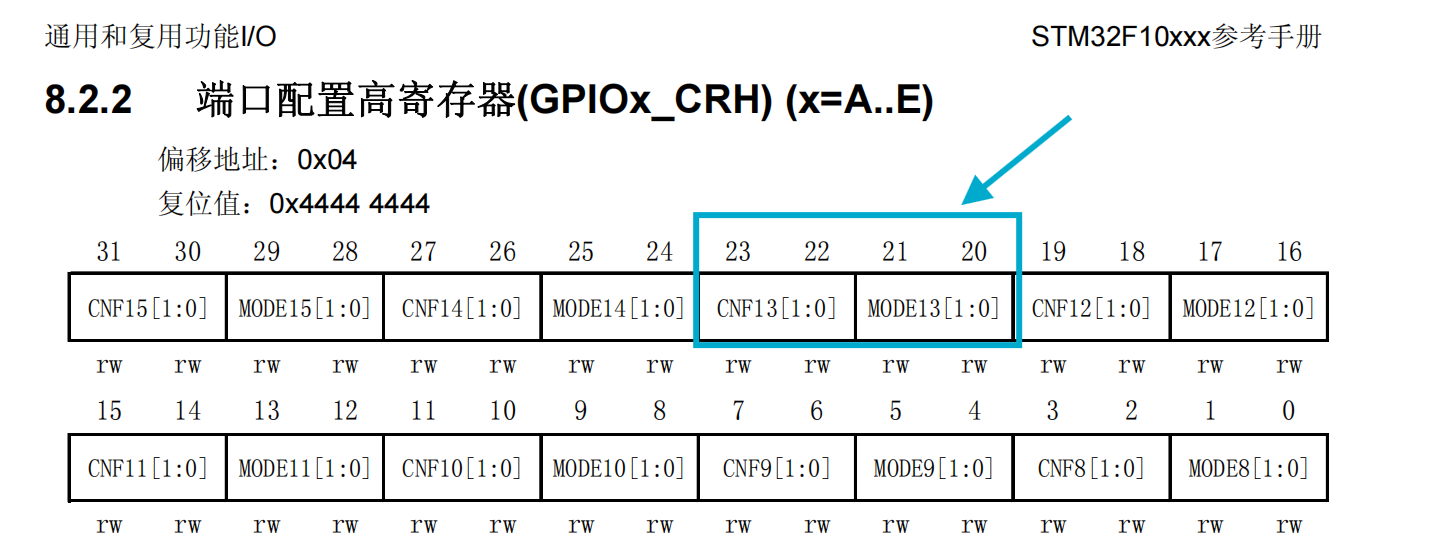 通用和复用功能I/O STM32F10xxx参考手册
8.2.2 端口配置高寄存器(GPIOx_CRH) (x=A..E)
偏移地址：0x04
复位值：0x4444 4444
31 30 29 28 27 26 25 24 23 22 21 20 19 18 17 16
CNF15[1:0] MODE15[1:0] CNF14[1:0] MODE14[1:0] CNF13[1:0] MODE13[1:0] CNF12[1:0] MODE12[1:0]
rw rw rw rw rw rw rw rw rw rw rw rw rw rw rw rw
15 14 13 12 11 10 9 8 7 6 5 4 3 2 1 0
CNF11[1:0] MODE11[1:0] CNF10[1:0] MODE10[1:0] CNF9[1:0] MODE9[1:0] CNF8[1:0] MODE8[1:0]
rw rw rw rw rw rw rw rw rw rw rw rw rw rw rw rw